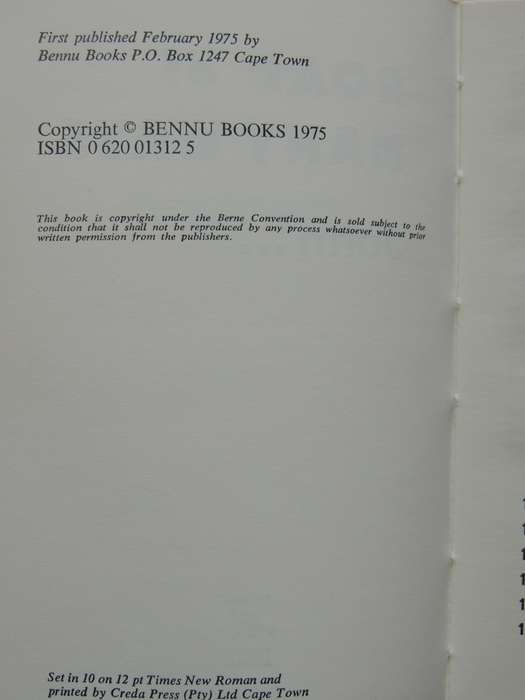 First published February 1975 by
Bennu Books P.O. Box 1247 Cape Town
Copyright © BENNU BOOKS 1975
ISBN 0 620 01312 5
This book is copyright under the Berne Convention and is sold subject to the
condition that it shall not be reproduced by any process whatsoever without prior
written permission from the publishers.
Set in 10 on 12 pt Times New Roman and
printed by Creda Press (Pty) Ltd Cape Town